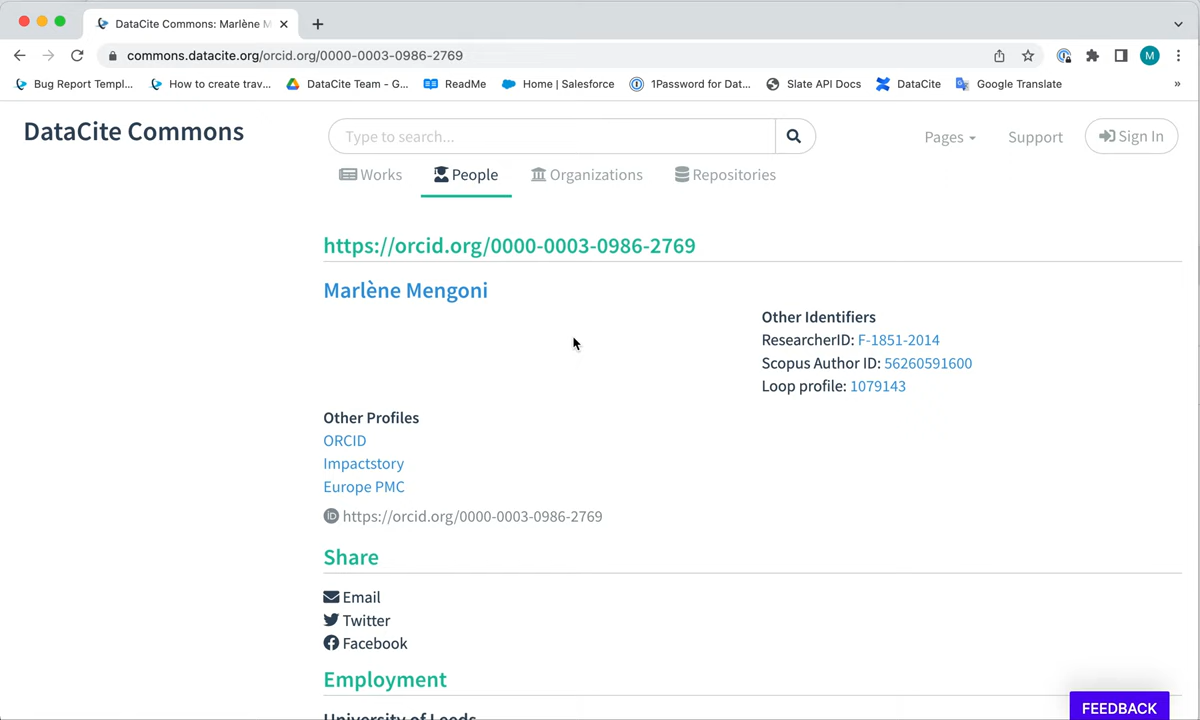 DataCite Commons: Marlène M
commons.datacite.org/orcid.org/0000-0003-0986-2769
M
Bug Report Templ... How to create trav... DataCite Team - G... ReadMe Home | Salesforce 1Password for Dat... Slate API Docs DataCite Google Translate »
DataCite Commons
Type to search...
Pages Support Sign In
Works People Organizations Repositories
https://orcid.org/0000-0003-0986-2769
Marlène Mengoni
Other Identifiers
ResearcherID: F-1851-2014
Scopus Author ID: 56260591600
Loop profile: 1079143
Other Profiles
ORCID
Impactstory
Europe PMC
iD https://orcid.org/0000-0003-0986-2769
Share
Email
Twitter
Facebook
Employment
University of Leeds
FEEDBACK